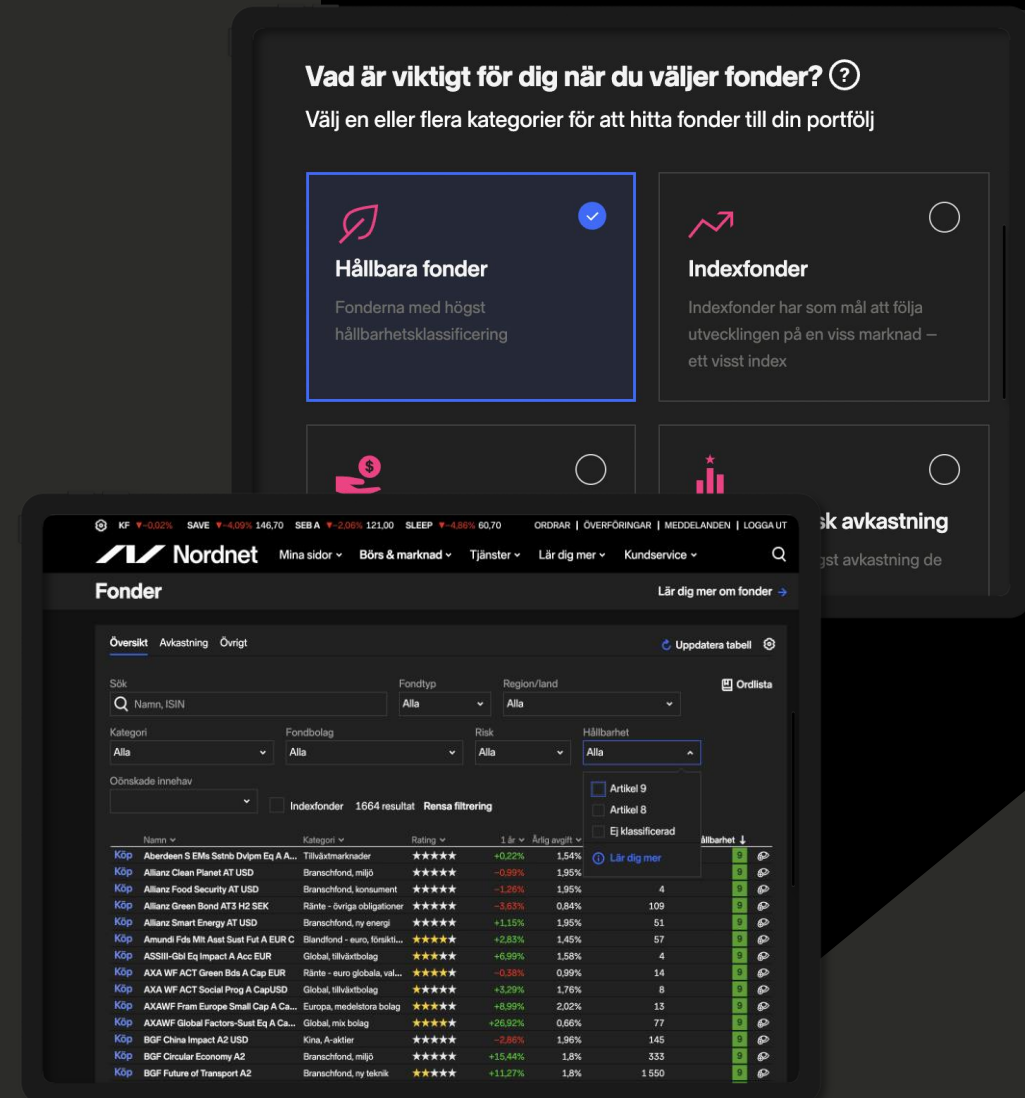 Vad är viktigt för dig när du väljer fonder? ?
Välj en eller flera kategorier för att hitta fonder till din portfölj
Hållbara fonder
Fonderna med högst
hållbarhetsklassificering
Indexfonder
Indexfonder har som mål att följa
utvecklingen på en viss marknad –
ett visst index
$
sk avkastning
gst avkastning de
KF ▼-0,02% SAVE ▼-4,09% 146,70 SEB A ▼-2,06% 121,00 SLEEP ▼-4,86% 60,70 ORDRAR | ÖVERFÖRINGAR | MEDDELANDEN | LOGGA UT
Nordnet Mina sidor Börs & marknad Tjänster Lär dig mer Kundservice
Fonder Lär dig mer om fonder →
Översikt Avkastning Övrigt Uppdatera tabell
Sök Fondtyp Region/land Ordlista
Namn, ISIN Alla Alla
Kategori Fondbolag Risk Hållbarhet
Alla Alla Alla Alla
Oönskade innehav
Artikel 9
Artikel 8
Ej klassificerad
Lär dig mer
Indexfonder 1664 resultat Rensa filtrering
Namn Kategori Rating 1 år Årlig avgift ållbarhet ↓
Köp Aberdeen S EMs Sstnb Dvlpm Eq A A... Tillväxtmarknader ★★★★★ +0,22% 1,54% 9
Köp Allianz Clean Planet AT USD Branschfond, miljö ★★★★★ -0,99% 1,95% 9
Köp Allianz Food Security AT USD Branschfond, konsument ★★★★★ -1,26% 1,95% 4 9
Köp Allianz Green Bond AT3 H2 SEK Ränte - övriga obligationer ★★★★★ -3,63% 0,84% 109 9
Köp Allianz Smart Energy AT USD Branschfond, ny energi ★★★★★ +1,15% 1,95% 51 9
Köp Amundi Fds Mlt Asst Sust Fut A EUR C Blandfond - euro, försikti... ★★★★★ +2,83% 1,45% 57 9
Köp ASSIII-Gbl Eq Impact A Acc EUR Global, tillväxtbolag ★★★★★ +6,99% 1,58% 4 9
Köp AXA WF ACT Green Bds A Cap EUR Ränte - euro globala, val... ★★★★★ -0,38% 0,99% 14 9
Köp AXA WF ACT Social Prog A CapUSD Global, tillväxtbolag ★★★★★ +3,29% 1,76% 8 9
Köp AXAWF Fram Europe Small Cap A Ca... Europa, medelstora bolag ★★★★★ +8,99% 2,02% 13 9
Köp AXAWF Global Factors-Sust Eq A Ca... Global, mix bolag ★★★★★ +26,92% 0,66% 77 9
Köp BGF China Impact A2 USD Kina, A-aktier ★★★★★ -2,86% 1,96% 145 9
Köp BGF Circular Economy A2 Branschfond, miljö ★★★★★ +15,44% 1,8% 333 9
Köp BGF Future of Transport A2 Branschfond, ny teknik ★★★★★ +11,27% 1,8% 1 550 9